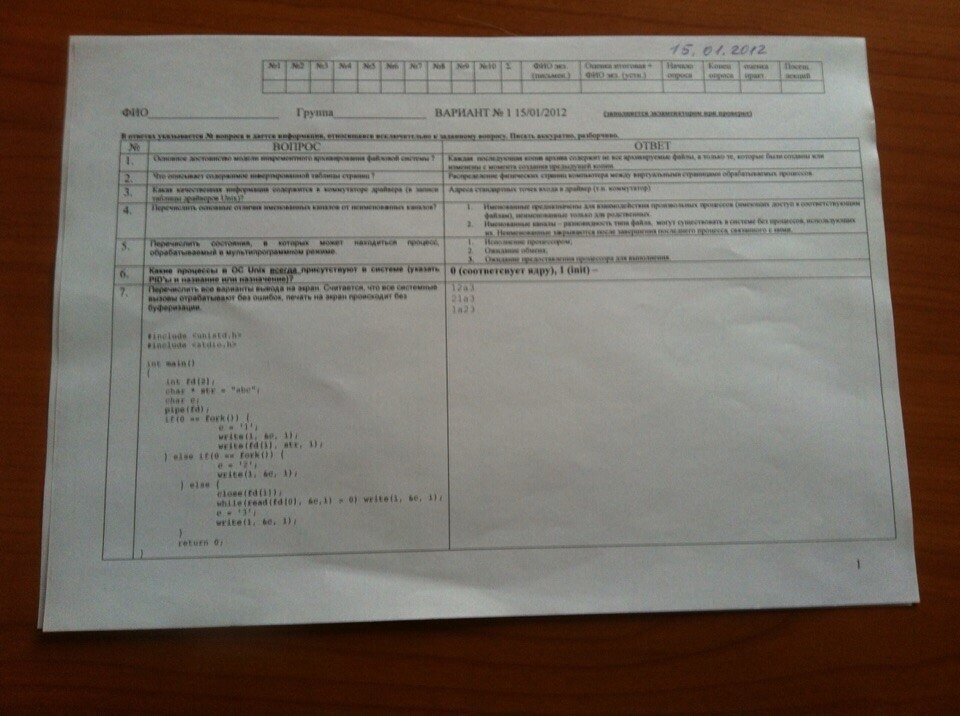 15.01.2012
№1 №2 №3 №4 №5 №6 №7 №8 №9 №10 Σ ФИО экз. (письмен.) Оценка итоговая + ФИО экз. (устн.) Начало опроса Конец опроса оценка практ. Посещ. лекций
ФИО Группа ВАРИАНТ № 1 15/01/2012 (заполняется экзаменатором при проверке)
В ответах указывается № вопроса и дается информация, относящаяся исключительно к заданному вопросу. Писать аккуратно, разборчиво.
№ ВОПРОС ОТВЕТ
1. Основное достоинство модели инкрементного архивирования файловой системы ?
Каждая последующая копия архива содержит не все архивируемые файлы, а только те, которые были созданы или
изменены с момента создания предыдущей копии.
2. Что описывает содержимое инвертированной таблицы страниц ?
Распределение физических страниц компьютера между виртуальными страницами обрабатываемых процессов.
3. Какая качественная информация содержится в коммутаторе драйвера (в записи
таблицы драйверов Unix)?
Адреса стандартных точек входа в драйвер (т.н. коммутатор)
4. Перечислить основные отличия именованных каналов от неименованных каналов?
1. Именованные предназначены для взаимодействия произвольных процессов (имеющих доступ к соответствующим
файлам), неименованные только для родственных.
2. Именованные каналы – разновидность типа файла, могут существовать в системе без процессов, использующих
их. Неименованные закрываются после завершения последнего процесса, связанного с ними.
5. Перечислить состояния, в которых может находиться процесс,
обрабатываемый в мультипрограммном режиме.
1. Исполнение процессором;
2. Ожидание обмена;
3. Ожидание предоставления процессора для выполнения.
6. Какие процессы в ОС Unix всегда присутствуют в системе (указать
PID'ы и название или назначение)?
0 (соответствует ядру), 1 (init) –
7. Перечислить все варианты вывода на экран. Считается, что все системные
вызовы отрабатывают без ошибок, печать на экран происходит без
буферизации.
12a3
21a3
1a23
#include <unistd.h>
#include <stdio.h>
int main()
{
int fd[2];
char * str = "abc";
char c;
pipe(fd);
if(0 == fork()) {
c = '1';
write(1, &c, 1);
write(fd[1], str, 1);
} else if(0 == fork()) {
c = '2';
write(1, &c, 1);
} else {
close(fd[1]);
while(read(fd[0], &c,1) > 0) write(1, &c, 1);
c = '3';
write(1, &c, 1);
}
return 0;
}
1